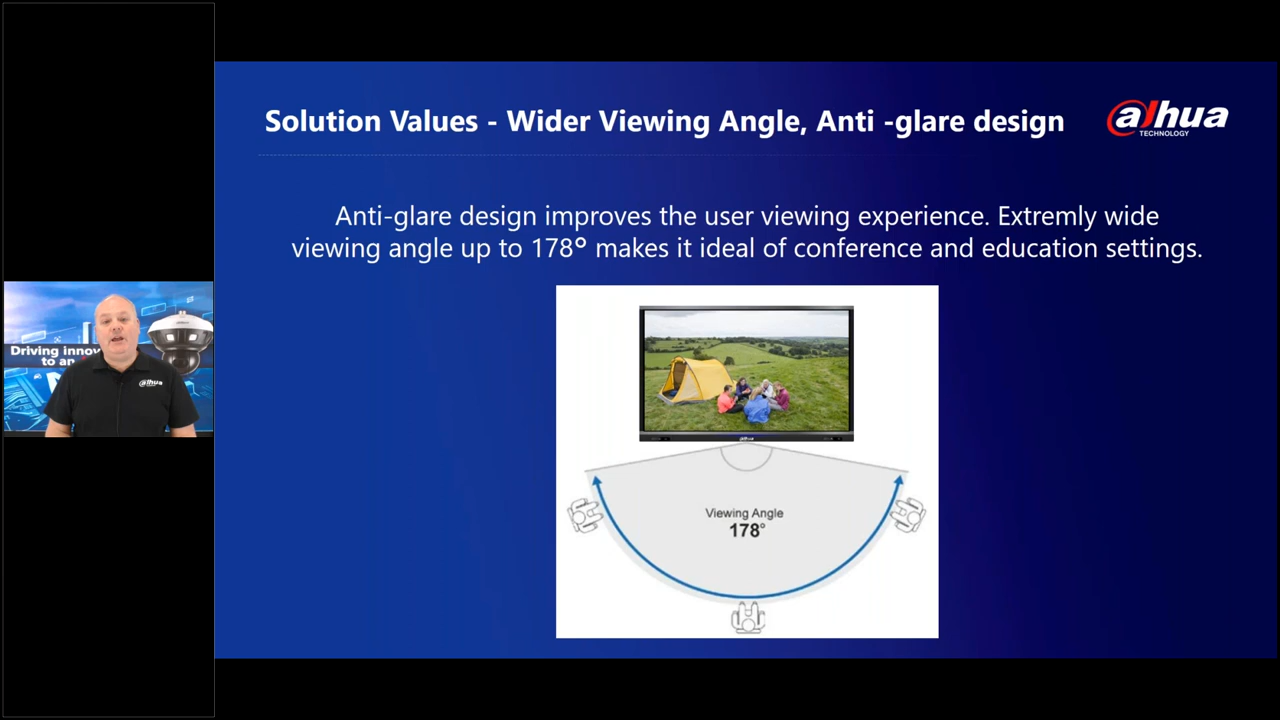 Solution Values - Wider Viewing Angle, Anti -glare design
alhua
TECHNOLOGY
Anti-glare design improves the user viewing experience. Extremly wide
viewing angle up to 178° makes it ideal of conference and education settings.
Driving innov
to an
alhua
alhua
Viewing Angle
178°